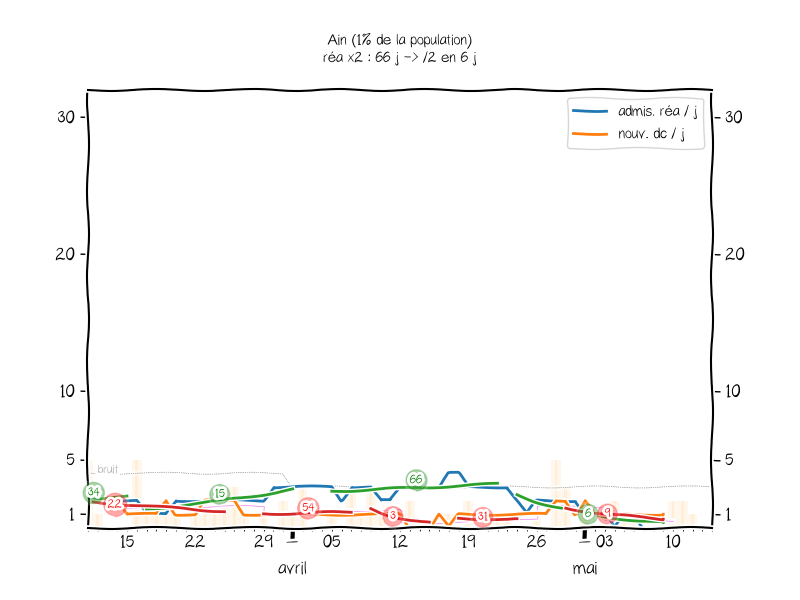 Ain (1% de la population)
réa x2 : 66 j -> /2 en 6 j
admis. réa / j
nouv. dc / j
30
30
20
20
10
10
5
5
1
1
bruit
34
22
15
54
66
3
31
6
9
15 22 29 05 12 19 26 03 10
avril mai